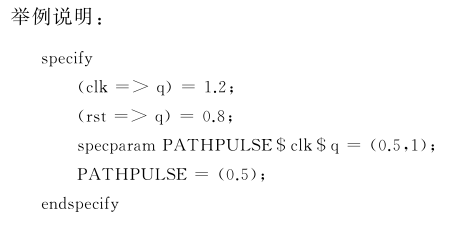 举例说明：
specify
(clk => q) = 1.2;
(rst => q) = 0.8;
specparam PATHPULSE $ clk $ q = (0.5,1);
PATHPULSE = (0.5);
endspecify